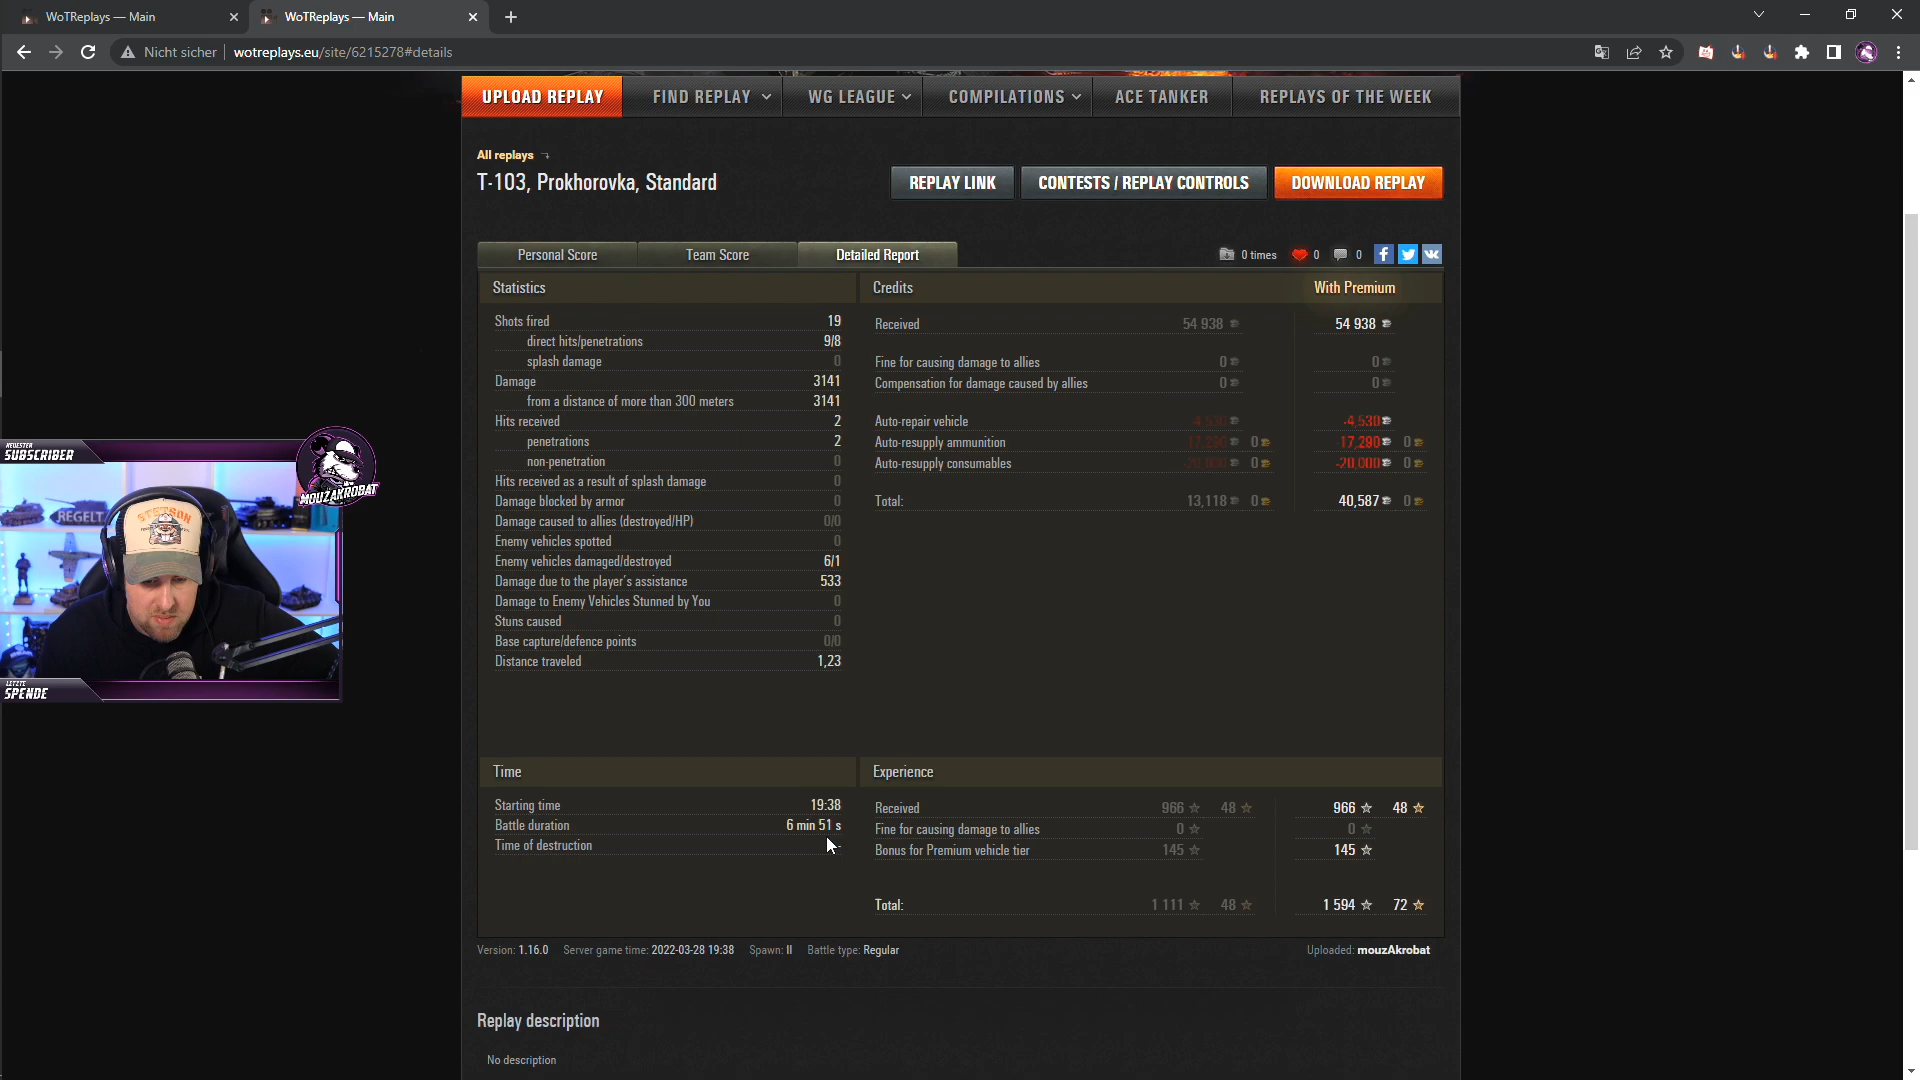 WoTReplays — Main
WoTReplays — Main
Nicht sicher wotreplays.eu/site/6215278#details
UPLOAD REPLAY FIND REPLAY WG LEAGUE COMPILATIONS ACE TANKER REPLAYS OF THE WEEK
All replays
T-103, Prokhorovka, Standard
REPLAY LINK CONTESTS / REPLAY CONTROLS DOWNLOAD REPLAY
Personal Score Team Score Detailed Report 0 times 0 0
Statistics
Shots fired 19
direct hits/penetrations 9/8
splash damage 0
Damage 3141
from a distance of more than 300 meters 3141
Hits received 2
penetrations 2
non-penetration 0
Hits received as a result of splash damage 0
Damage blocked by armor 0
Damage caused to allies (destroyed/HP) 0/0
Enemy vehicles spotted 0
Enemy vehicles damaged/destroyed 6/1
Damage due to the player's assistance 533
Damage to Enemy Vehicles Stunned by You 0
Stuns caused 0
Base capture/defence points 0/0
Distance traveled 1,23
Credits With Premium
Received 54 938 54 938
Fine for causing damage to allies 0 0
Compensation for damage caused by allies 0 0
Auto-repair vehicle -4,530 -4,530
Auto-resupply ammunition -17,290 0 -17,290 0
Auto-resupply consumables -20,000 0 -20,000 0
Total: 13,118 0 40,587 0
NEUESTER
SUBSCRIBER
MOUZAKROBAT
STETSON
REGELT
LETZTE
SPENDE
Time
Starting time 19:38
Battle duration 6 min 51 s
Time of destruction -
Experience
Received 966 48 966 48
Fine for causing damage to allies 0 0
Bonus for Premium vehicle tier 145 145
Total: 1 111 48 1 594 72
Version: 1.16.0 Server game time: 2022-03-28 19:38 Spawn: II Battle type: Regular Uploaded: mouzAkrobat
Replay description
No description